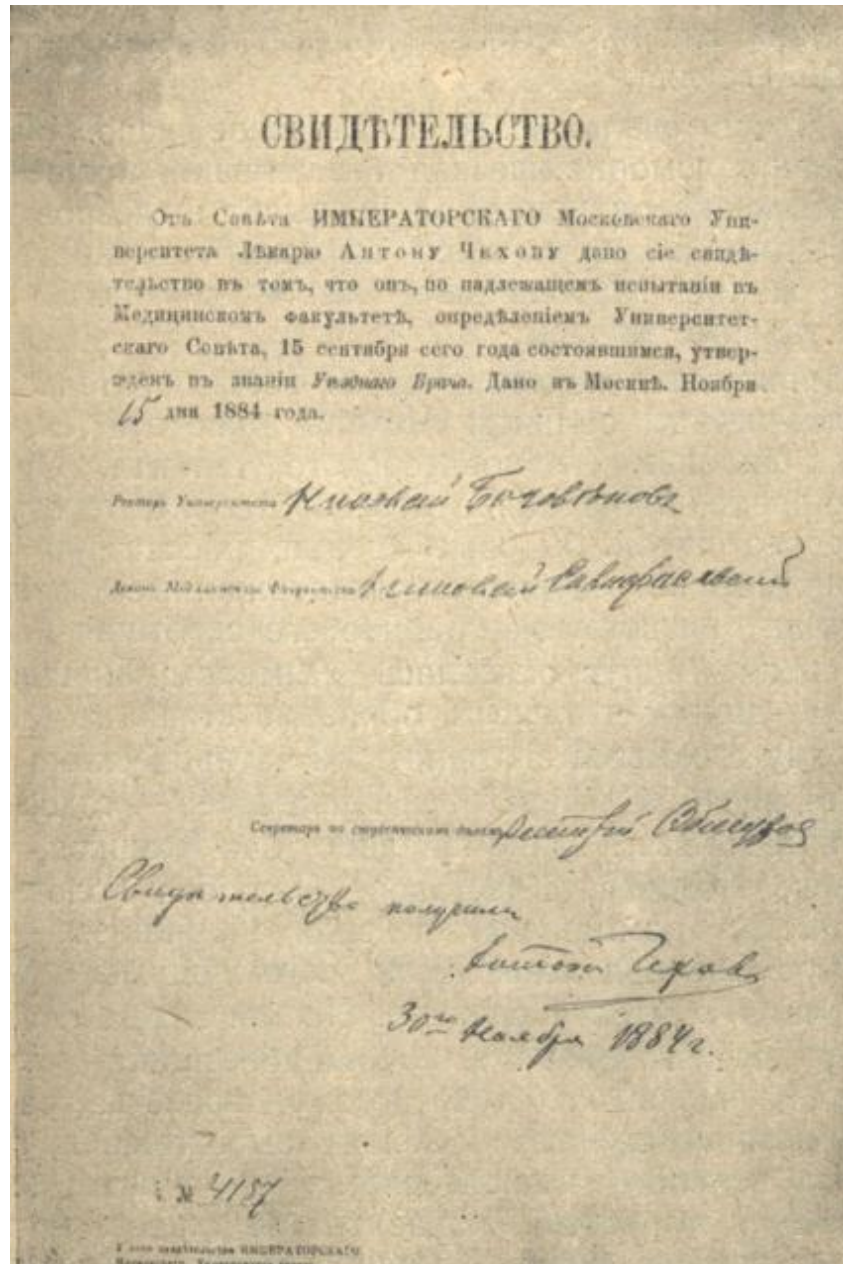 СВИДѢТЕЛЬСТВО.
Отъ Совѣта ИМПЕРАТОРСКАГО Московскаго Уни-
верситета Лѣкарю Антону Чехову дано сіе свидѣ-
тельство въ томъ, что онъ, по надлежащемъ испытаніи въ
Медицинскомъ факультетѣ, опредѣленіемъ Университет-
скаго Совѣта, 15 сентября сего года состоявшимся, утвер-
жденъ въ званіи Уѣзднаго Врача. Дано въ Москвѣ. Ноября
15 дня 1884 года.
Ректоръ Университета Николай Боголѣповъ
Деканъ Медицинскаго Факультета
Секретарь по студенческимъ дѣламъ
Свидѣтельство получилъ
Антонъ Чеховъ
30го Ноября 1884 г.
№ 4157
ИМПЕРАТОРСКАГО